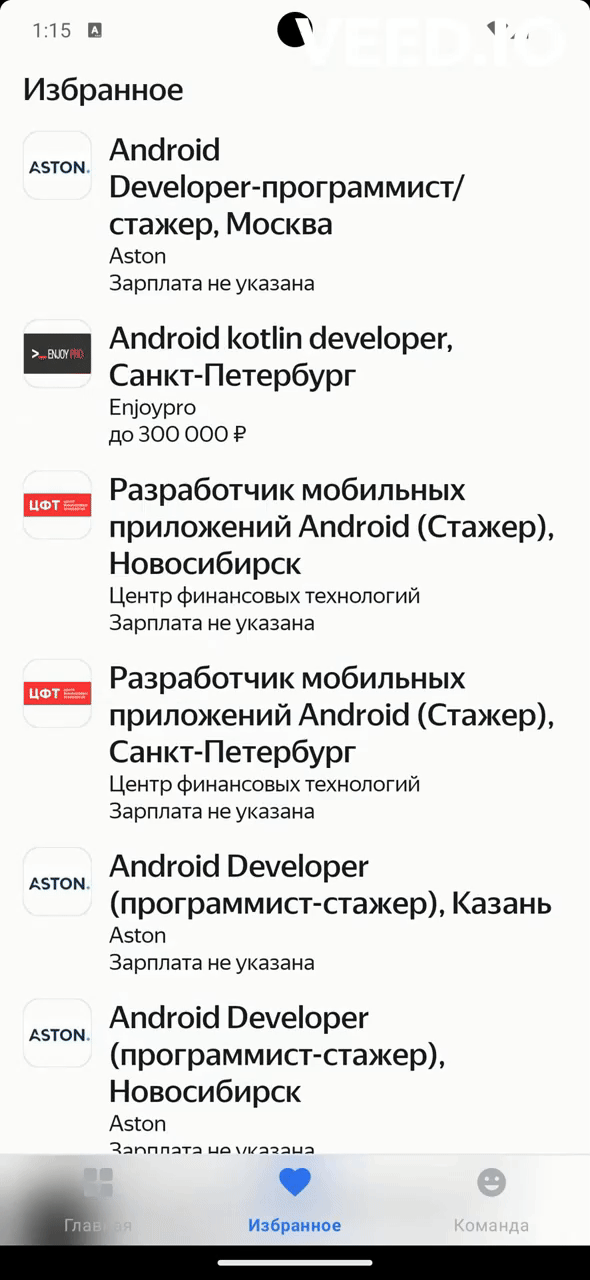 1:15
A
VEED.IO
Избранное
ASTON.
Android
Developer-программист/
стажер, Москва
Aston
Зарплата не указана
>_ ENJOY PRO
Android kotlin developer,
Санкт-Петербург
Enjoypro
до 300 000 ₽
ЦФТ
Разработчик мобильных
приложений Android (Стажер),
Новосибирск
Центр финансовых технологий
Зарплата не указана
ЦФТ
Разработчик мобильных
приложений Android (Стажер),
Санкт-Петербург
Центр финансовых технологий
Зарплата не указана
ASTON.
Android Developer
(программист-стажер), Казань
Aston
Зарплата не указана
ASTON.
Android Developer
(программист-стажер),
Новосибирск
Aston
Зарплата не указана
Главная
Избранное
Команда